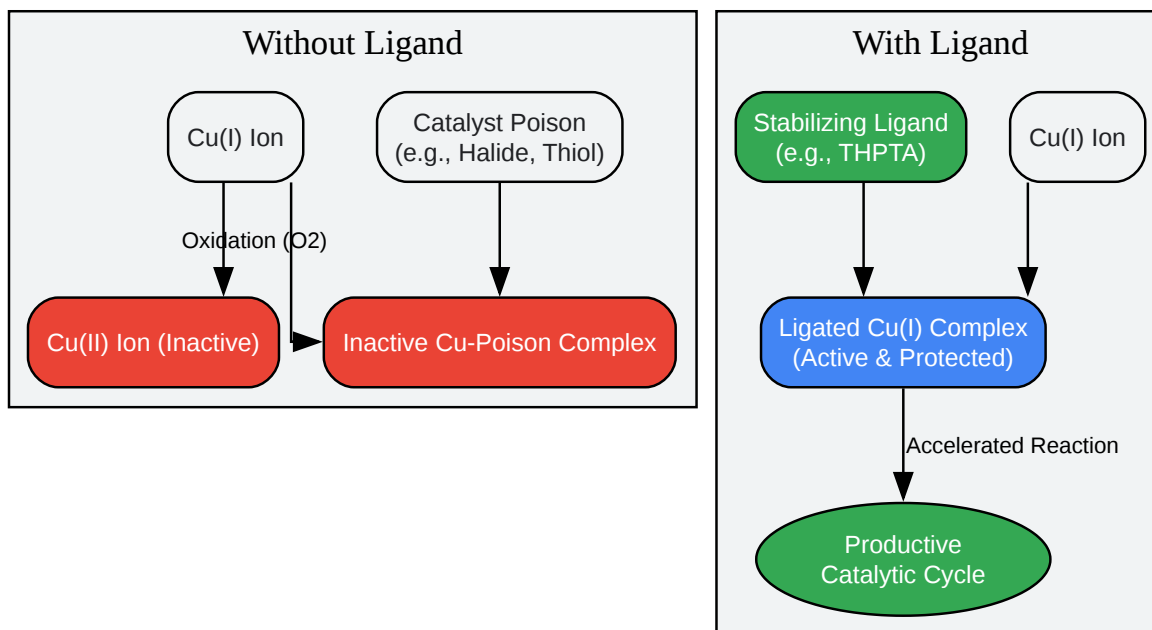 Without Ligand
Cu(I) Ion
Catalyst Poison
(e.g., Halide, Thiol)
Oxidation (O2)
Cu(II) Ion (Inactive)
Inactive Cu-Poison Complex
With Ligand
Stabilizing Ligand
(e.g., THPTA)
Cu(I) Ion
Ligated Cu(I) Complex
(Active & Protected)
Accelerated Reaction
Productive
Catalytic Cycle